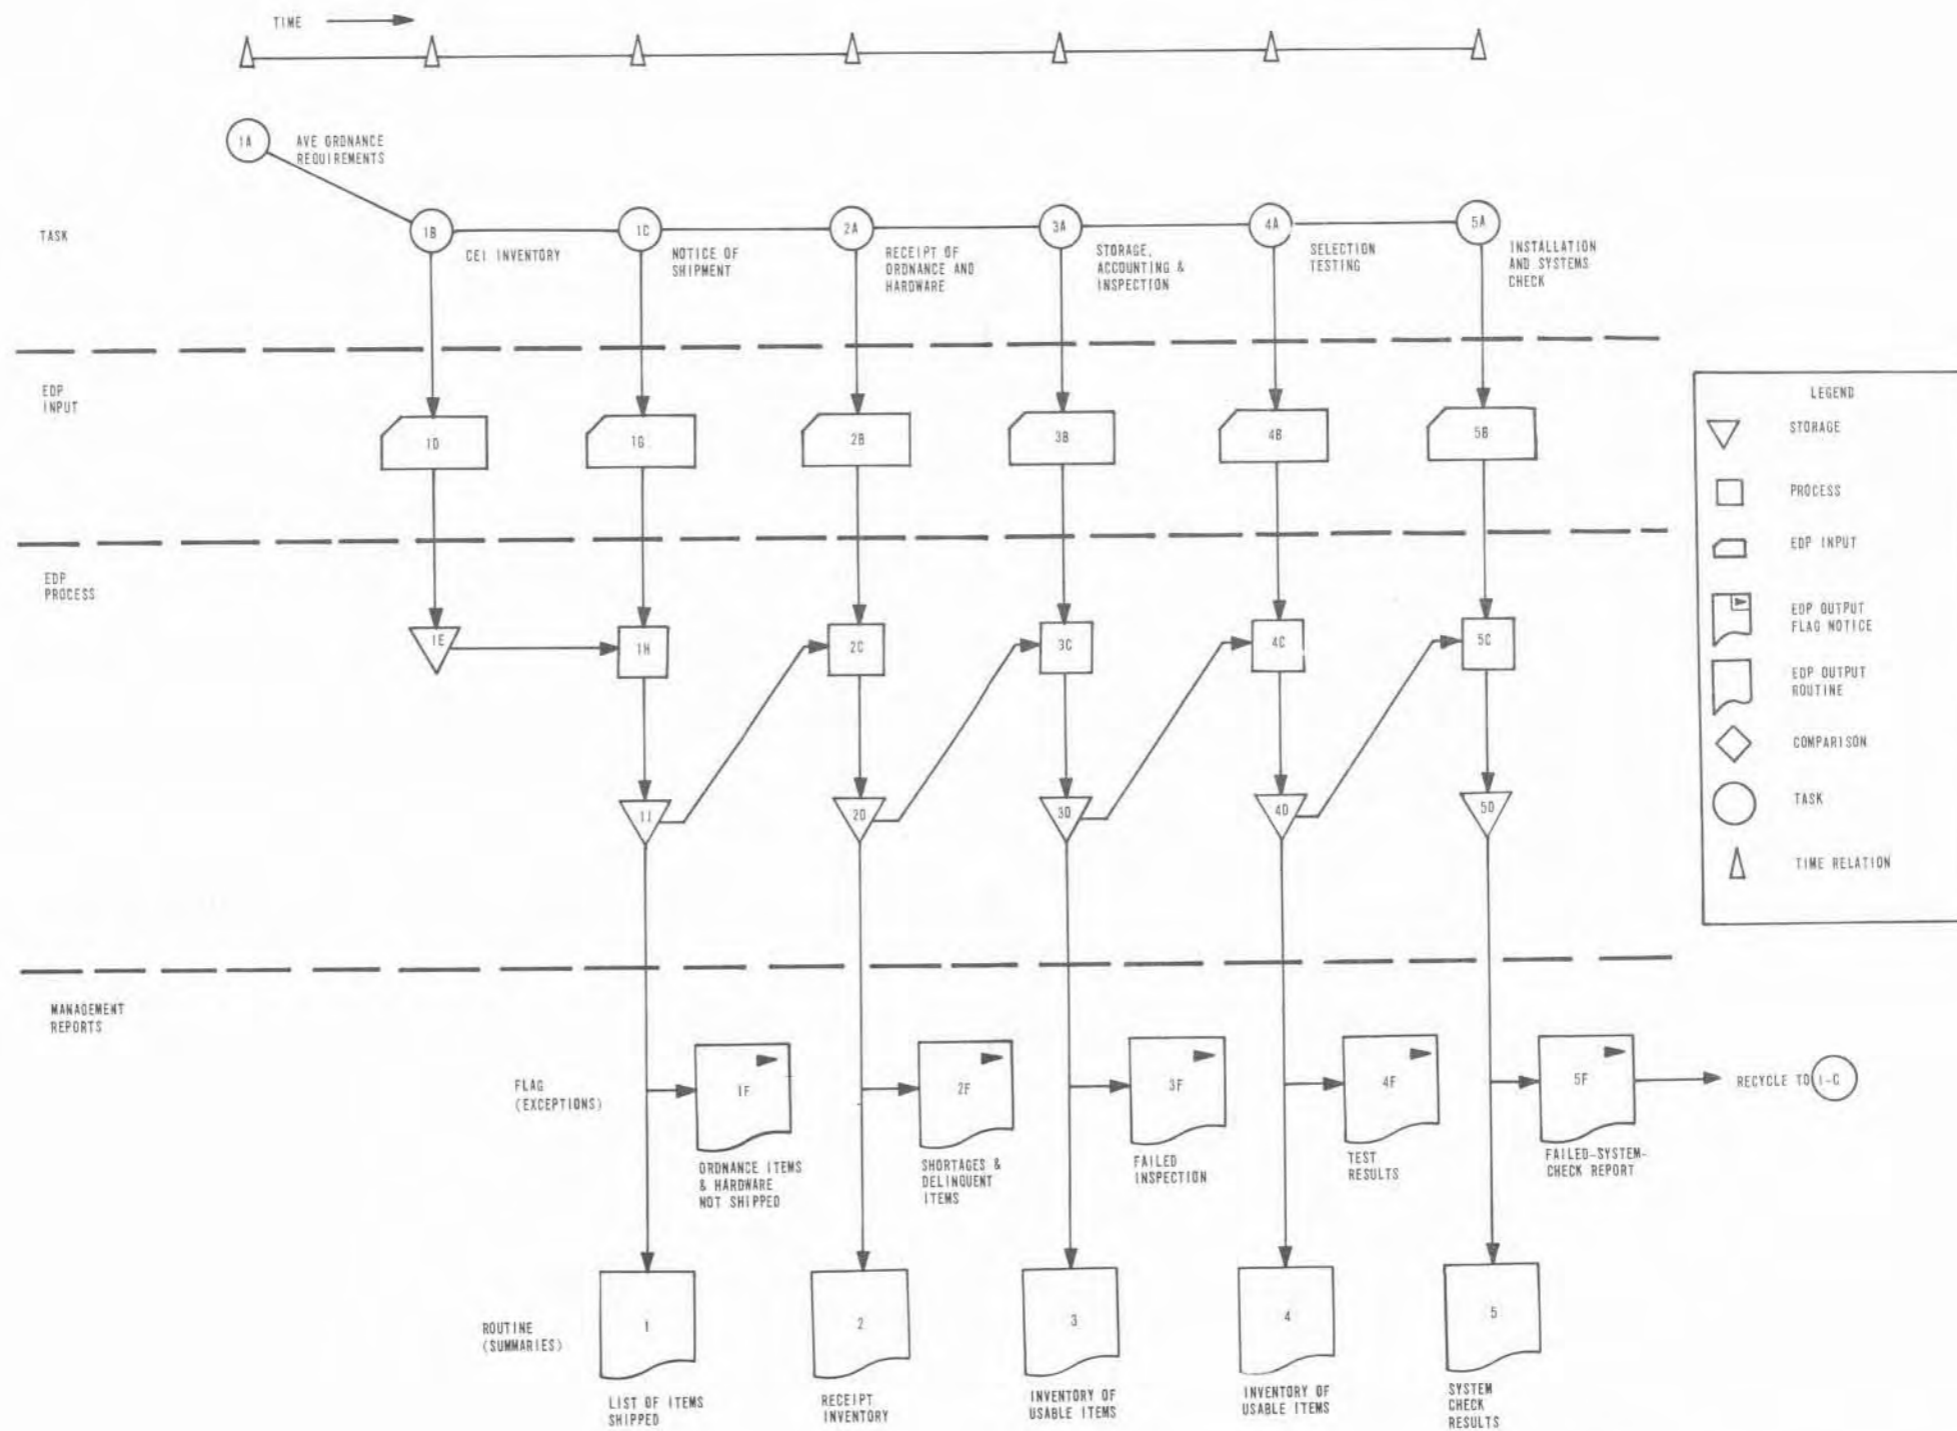 TIME
1A
AVE ORDNANCE
REQUIREMENTS
TASK
1B
CEI INVENTORY
1C
NOTICE OF
SHIPMENT
2A
RECEIPT OF
ORDNANCE AND
HARDWARE
3A
STORAGE,
ACCOUNTING &
INSPECTION
4A
SELECTION
TESTING
5A
INSTALLATION
AND SYSTEMS
CHECK
EDP
INPUT
1D
1G
2B
3B
4B
5B
EDP
PROCESS
1E
1H
2C
3C
4C
5C
1I
2D
3D
4D
5D
MANAGEMENT
REPORTS
FLAG
(EXCEPTIONS)
1F
ORDNANCE ITEMS
& HARDWARE
NOT SHIPPED
2F
SHORTAGES &
DELINQUENT
ITEMS
3F
FAILED
INSPECTION
4F
TEST
RESULTS
5F
FAILED-SYSTEM-
CHECK REPORT
RECYCLE TO 1-C
ROUTINE
(SUMMARIES)
1
LIST OF ITEMS
SHIPPED
2
RECEIPT
INVENTORY
3
INVENTORY OF
USABLE ITEMS
4
INVENTORY OF
USABLE ITEMS
5
SYSTEM
CHECK
RESULTS
LEGEND
STORAGE
PROCESS
EDP INPUT
EDP OUTPUT
FLAG NOTICE
EDP OUTPUT
ROUTINE
COMPARISON
TASK
TIME RELATION